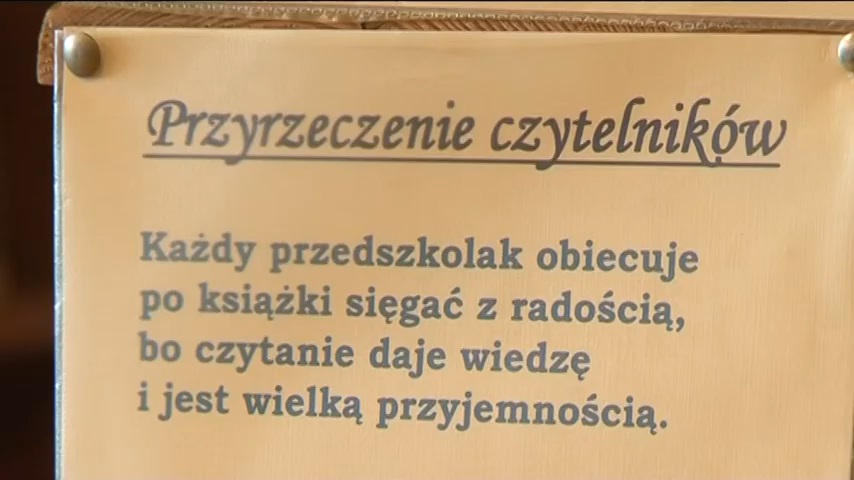 Przyrzeczenie czytelników
Każdy przedszkolak obiecuje
po książki sięgać z radością,
bo czytanie daje wiedzę
i jest wielką przyjemnością.